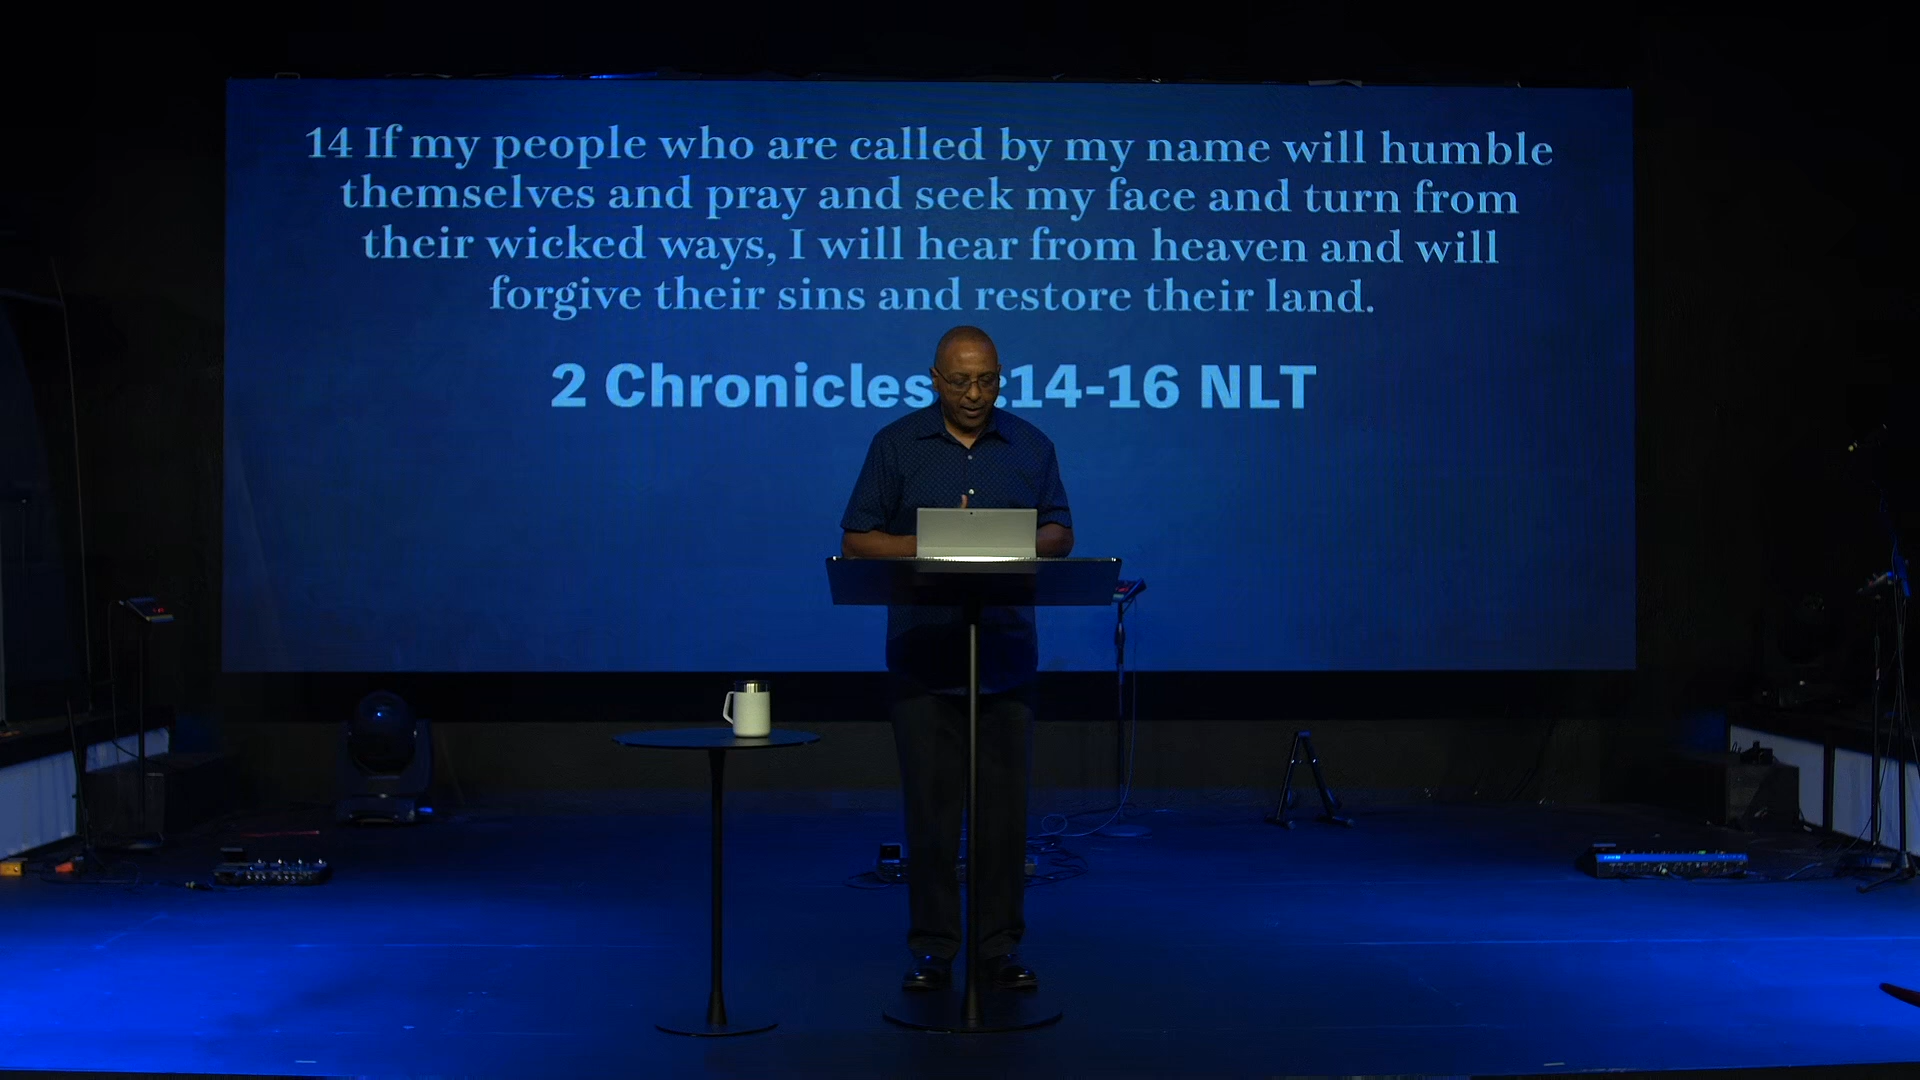 14 If my people who are called by my name will humble
themselves and pray and seek my face and turn from
their wicked ways, I will hear from heaven and will
forgive their sins and restore their land.
2 Chronicles :14-16 NLT